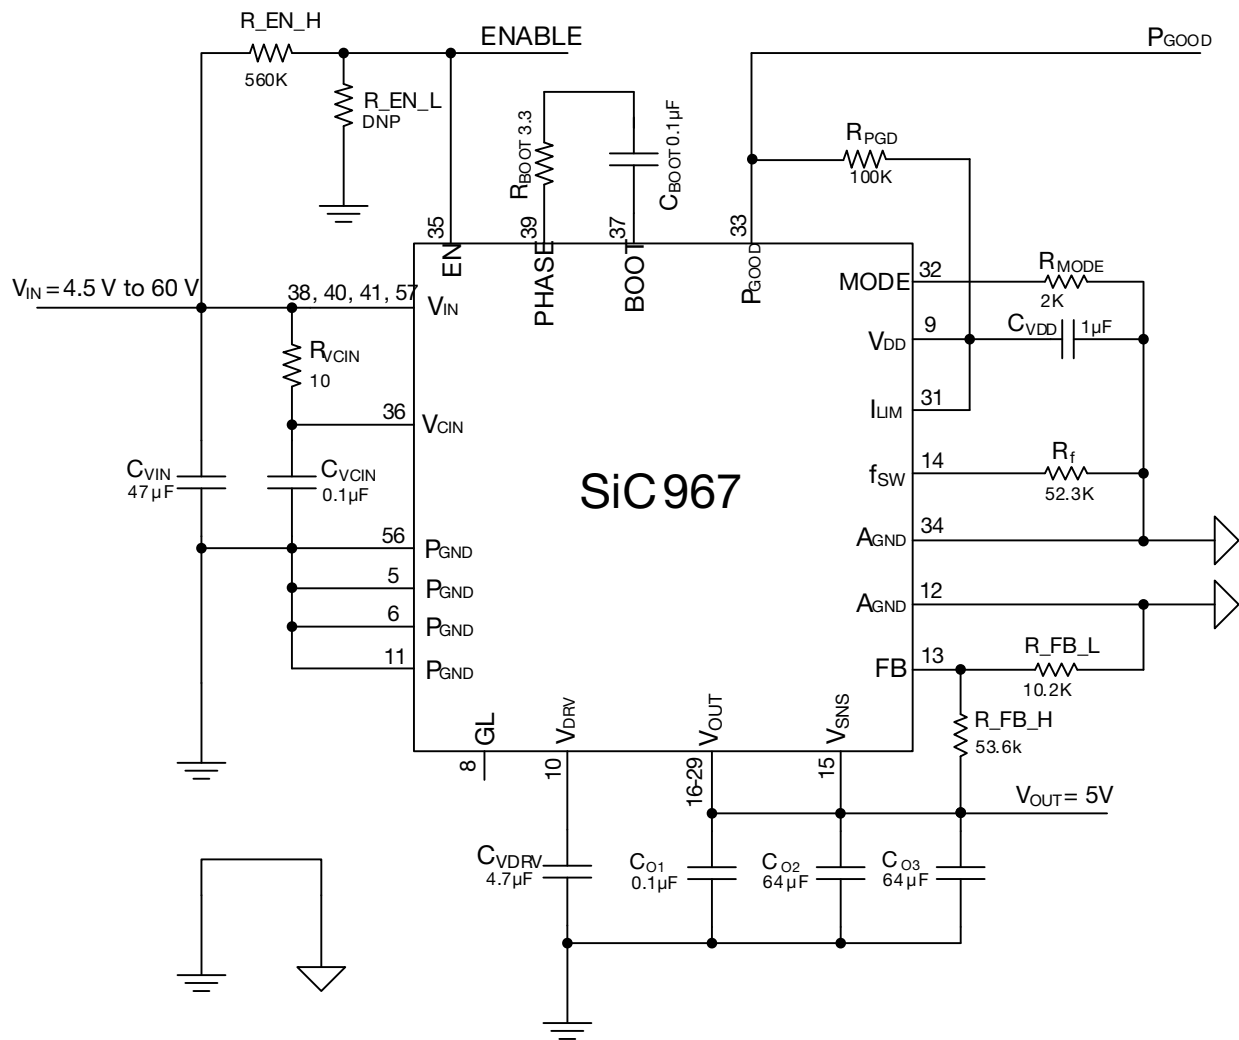 R_EN_H
560K
ENABLE
PGOOD
R_EN_L
DNP
RBOOT 3.3
CBOOT 0.1µF
RPGD
100K
35
39
37
33
EN
PHASE
BOOT
PGOOD
VIN = 4.5 V to 60 V
38, 40, 41, 57
VIN
MODE
32
RMODE
2K
RVCIN
10
VDD
9
CVDD
1µF
36
VCIN
ILIM
31
CVIN
47µF
CVCIN
0.1µF
SiC967
fSW
14
Rf
52.3K
56
PGND
AGND
34
5
PGND
AGND
12
6
PGND
11
PGND
FB
13
R_FB_L
10.2K
R_FB_H
53.6k
GL
VDRV
VOUT
VSNS
8
10
16-29
15
VOUT = 5V
CVDRV
4.7µF
CO1
0.1µF
CO2
64µF
CO3
64µF